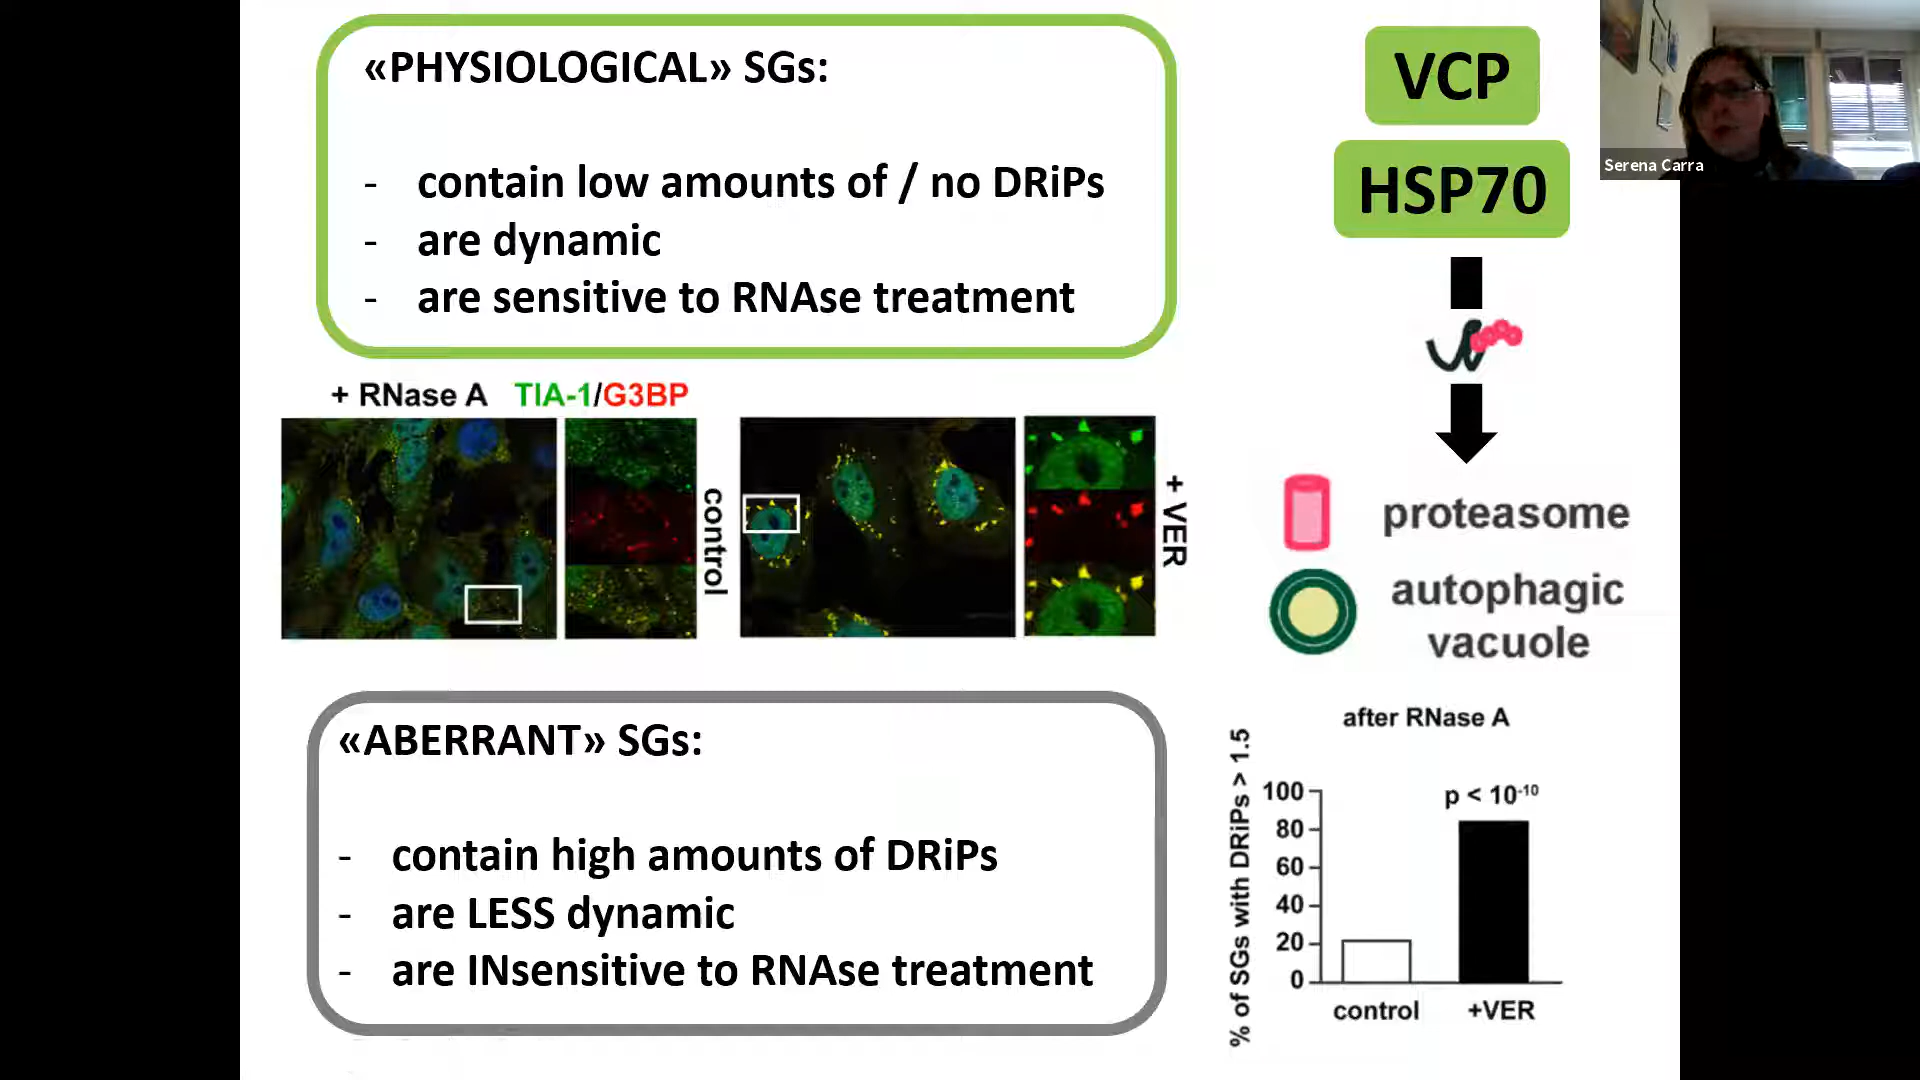 «PHYSIOLOGICAL» SGs:
- contain low amounts of / no DRiPs
- are dynamic
- are sensitive to RNAse treatment
VCP
HSP70
Serena Carra
+ RNase A TIA-1/G3BP
control
+ VER
proteasome
autophagic
vacuole
«ABERRANT» SGs:
- contain high amounts of DRiPs
- are LESS dynamic
- are INsensitive to RNAse treatment
after RNase A
% of SGs with DRiPs > 1.5
p < 10⁻¹⁰
100
80
60
40
20
0
control +VER